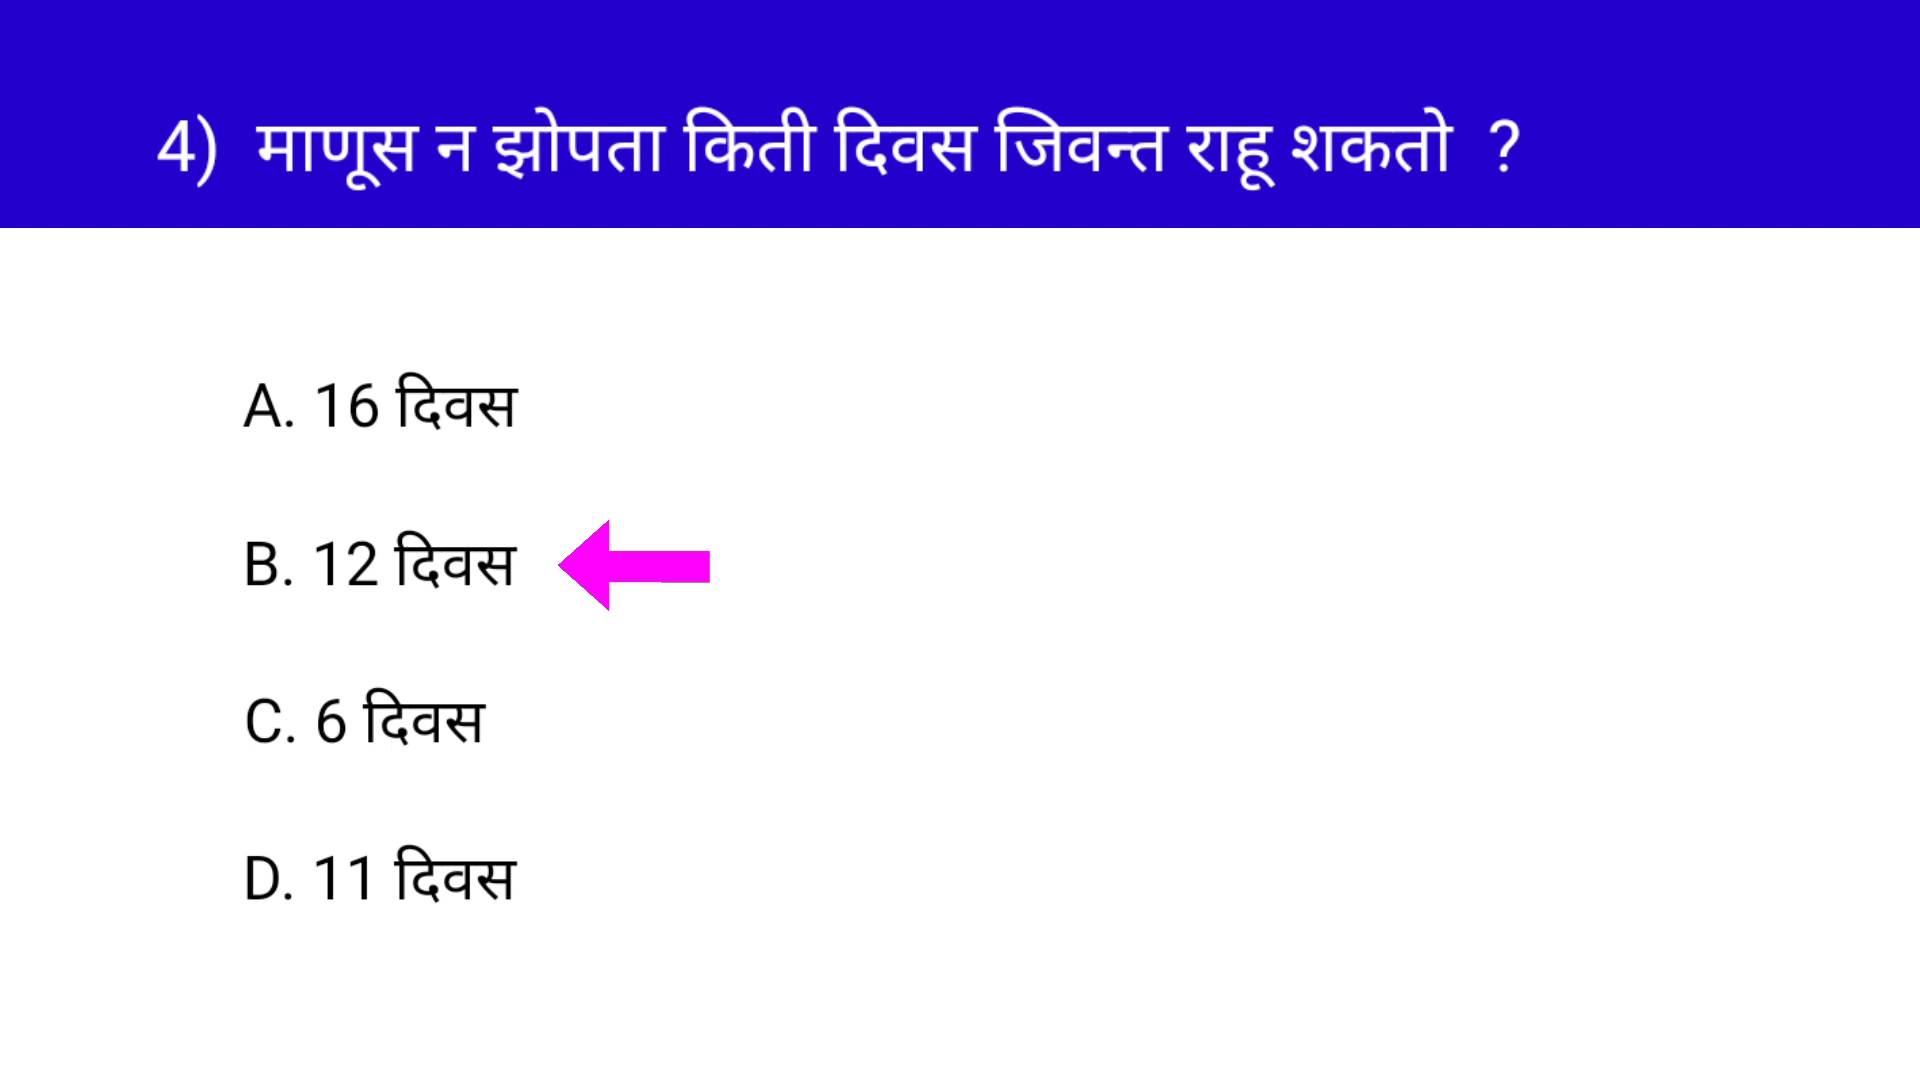 4) माणूस न झोपता किती दिवस जिवन्त राहू शकतो ?
A. 16 दिवस
B. 12 दिवस
C. 6 दिवस
D. 11 दिवस